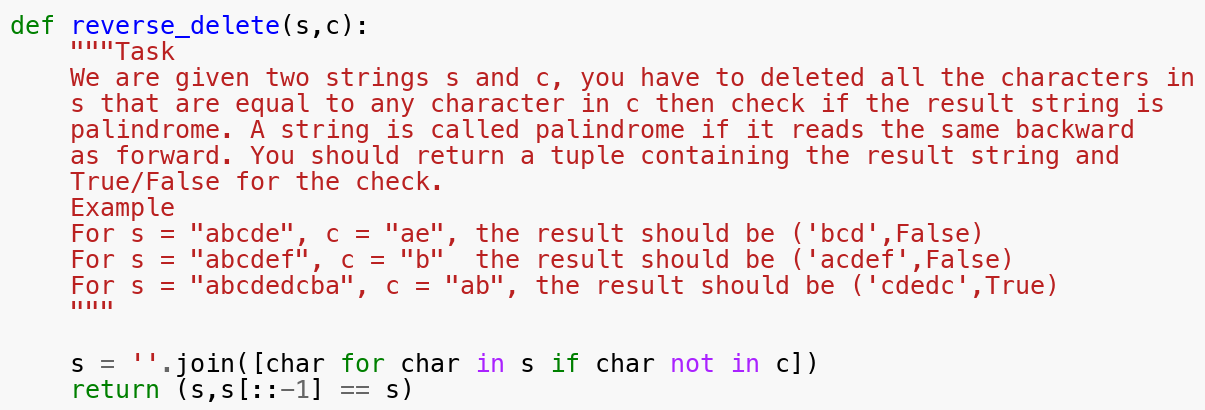 def reverse_delete(s,c):
    """Task
    We are given two strings s and c, you have to deleted all the characters in
    s that are equal to any character in c then check if the result string is
    palindrome. A string is called palindrome if it reads the same backward
    as forward. You should return a tuple containing the result string and
    True/False for the check.
    Example
    For s = "abcde", c = "ae", the result should be ('bcd',False)
    For s = "abcdef", c = "b"  the result should be ('acdef',False)
    For s = "abcdedcba", c = "ab", the result should be ('cdedc',True)
    """

    s = ''.join([char for char in s if char not in c])
    return (s,s[::-1] == s)